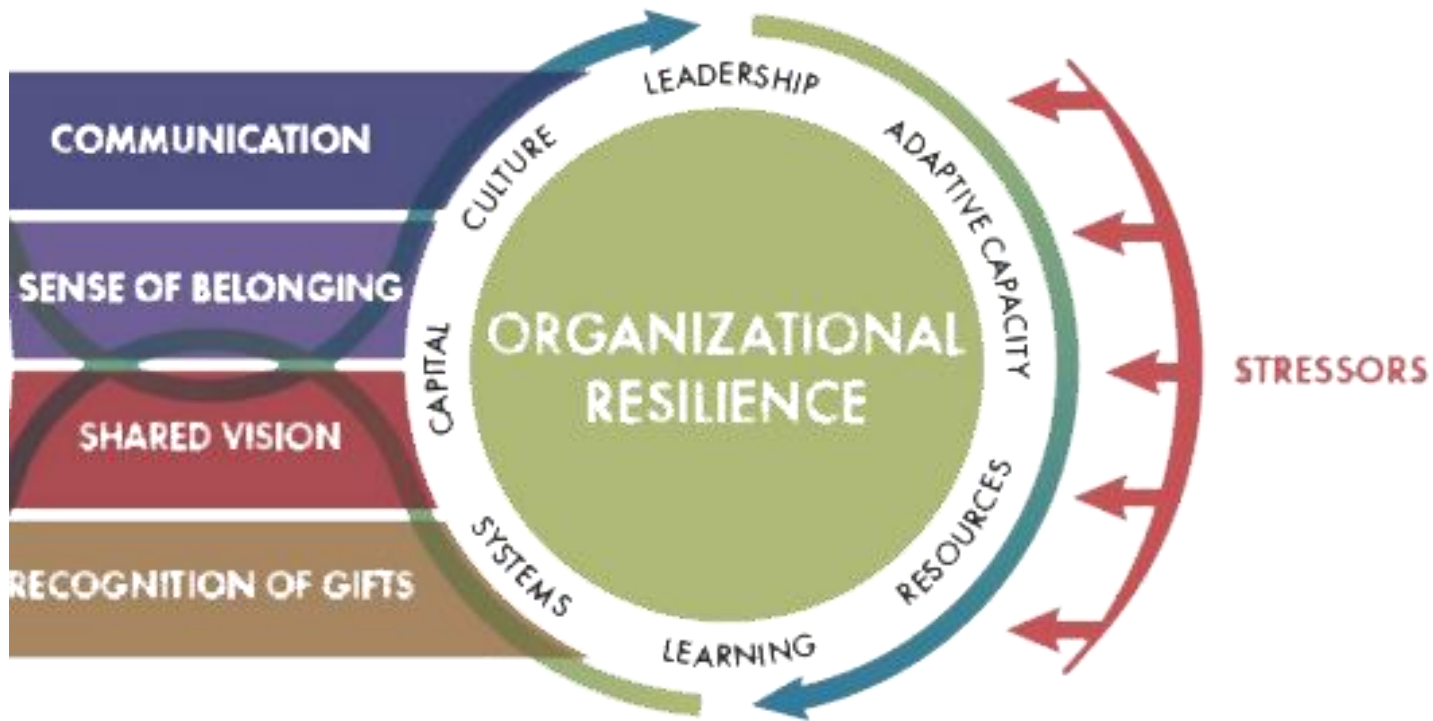 COMMUNICATION
SENSE OF BELONGING
SHARED VISION
RECOGNITION OF GIFTS
LEADERSHIP
ADAPTIVE CAPACITY
RESOURCES
LEARNING
SYSTEMS
CAPITAL
CULTURE
ORGANIZATIONAL
RESILIENCE
STRESSORS